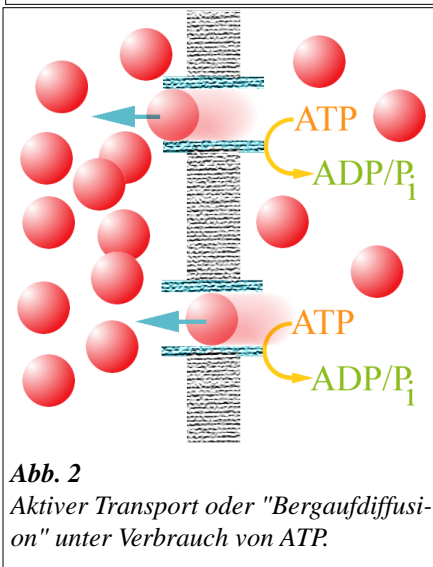 ATP
ADP/Pi
ATP
ADP/Pi
Abb. 2
Aktiver Transport oder "Bergaufdiffusi-
on" unter Verbrauch von ATP.